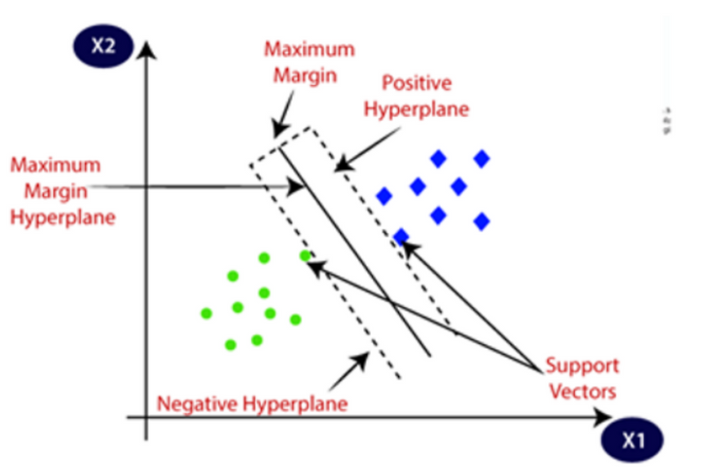 X2
Maximum
Margin
Positive
Hyperplane
Maximum
Margin
Hyperplane
Support
Vectors
Negative Hyperplane
X1